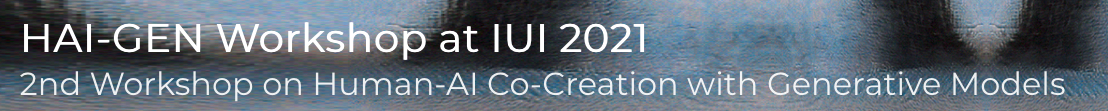 HAI-GEN Workshop at IUI 2021
2nd Workshop on Human-AI Co-Creation with Generative Models